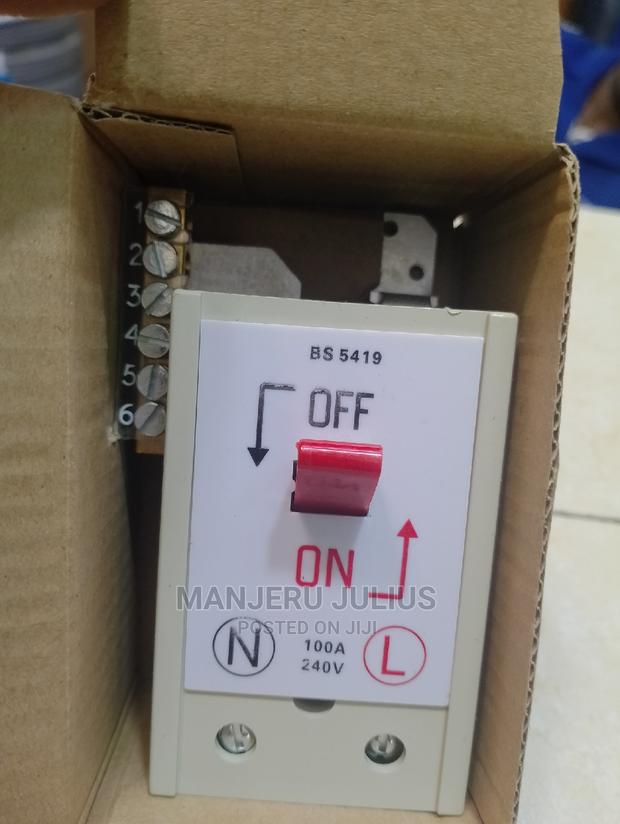 1
2
3
4
5
6
BS 5419
OFF
ON
MANJERU JULIUS
POSTED ON JIJI
N
100A
240V
L